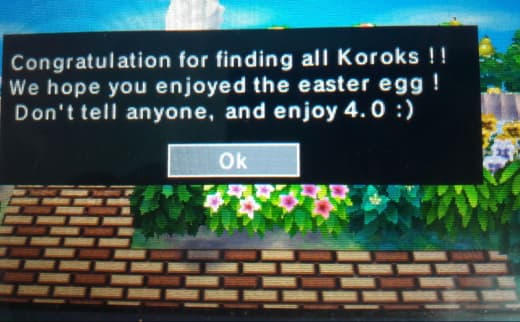 Congratulation for finding all Koroks !!
We hope you enjoyed the easter egg !
Don't tell anyone, and enjoy 4.0 :)
Ok